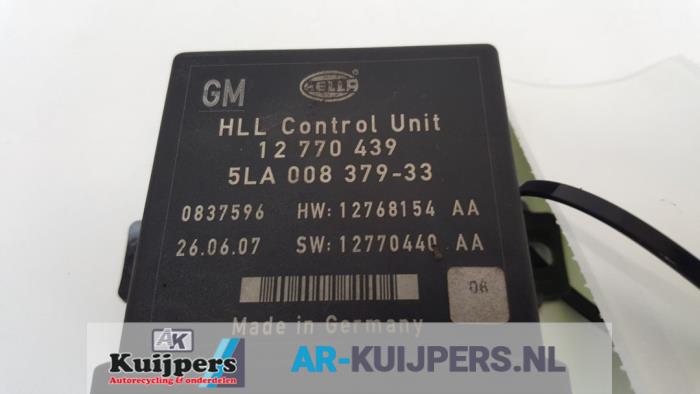 GM HELLA
HLL Control Unit
12 770 439
5LA 008 379-33
0837596 HW: 12768154 AA
26.06.07 SW: 12770440 AA
06
Made in Germany
AK
Kuijpers
Autorecycling & onderdelen
AR-KUIJPERS.NL